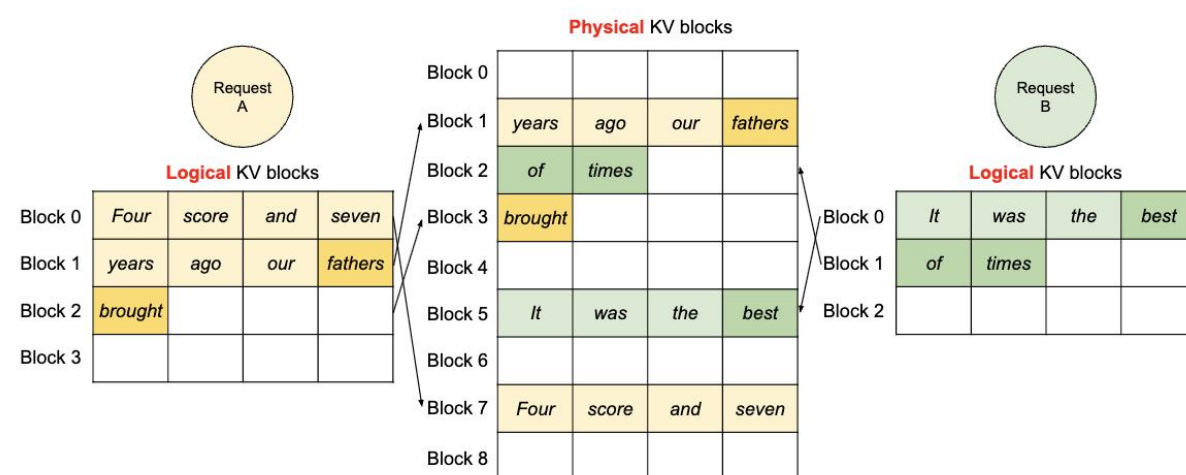 Physical KV blocks
Request
A
Logical KV blocks
Block 0 Four score and seven
Block 1 years ago our fathers
Block 2 brought
Block 3
Block 0
Block 1 years ago our fathers
Block 2 of times
Block 3 brought
Block 4
Block 5 It was the best
Block 6
Block 7 Four score and seven
Block 8
Request
B
Logical KV blocks
Block 0 It was the best
Block 1 of times
Block 2